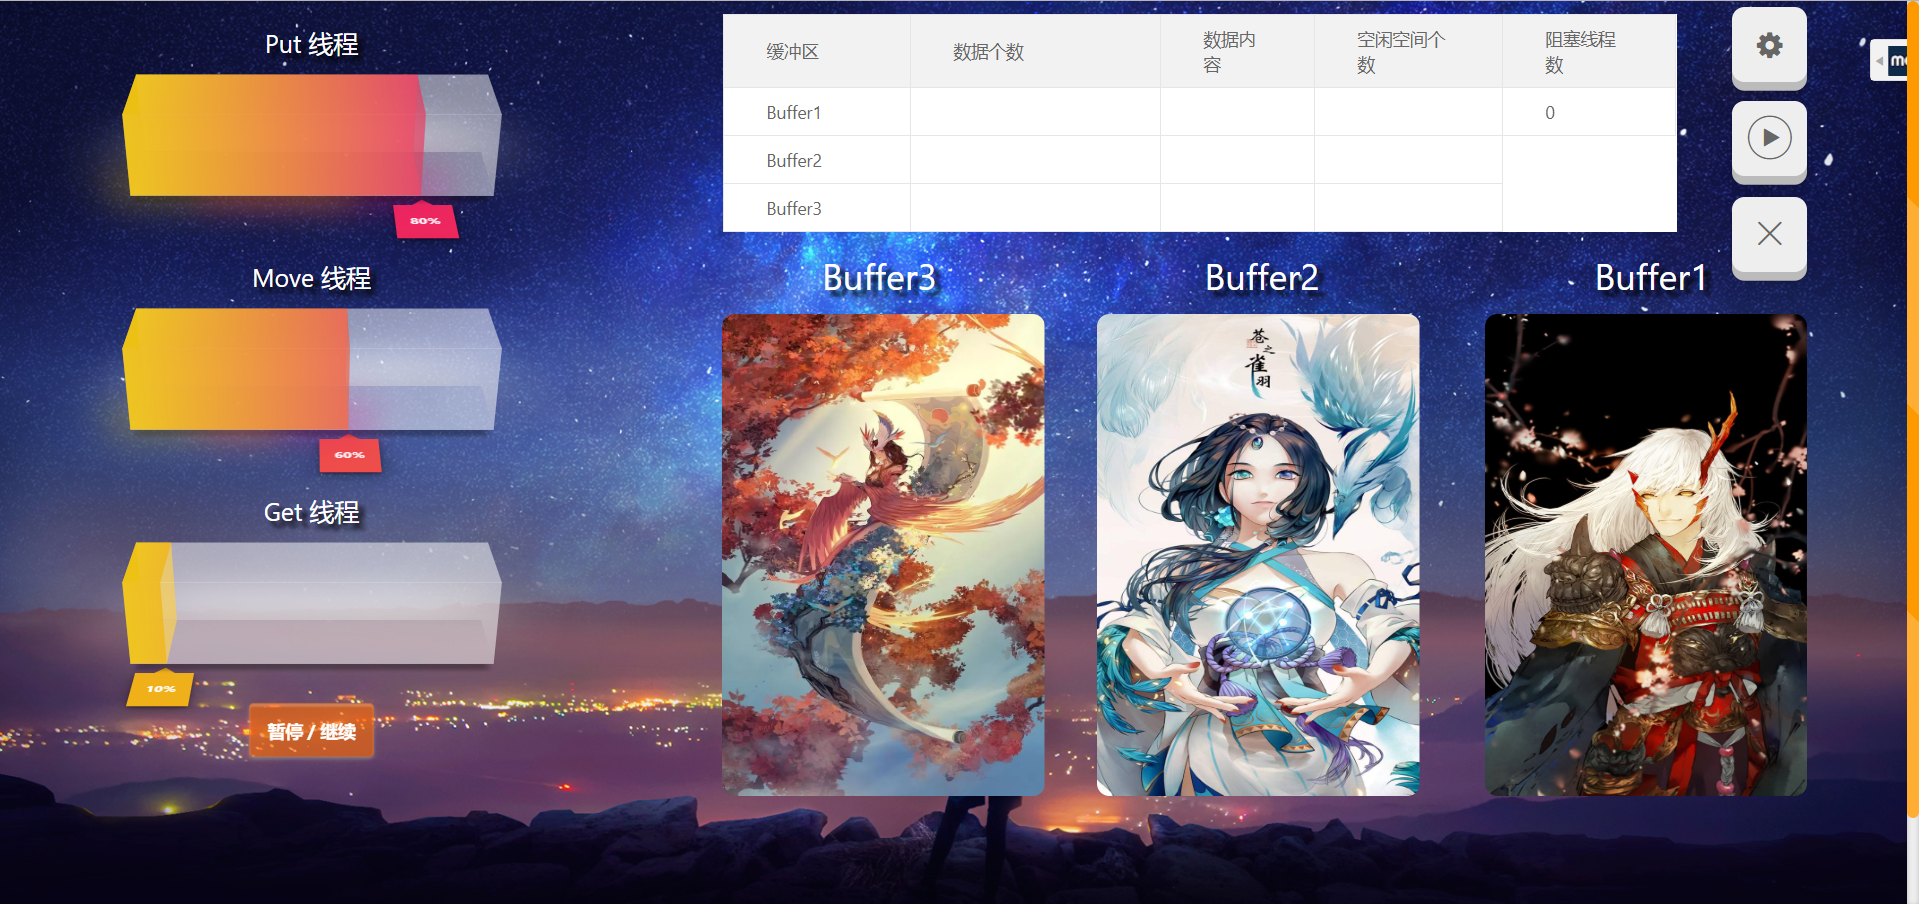 Put 线程
80%
Move 线程
60%
Get 线程
10%
暂停 / 继续
缓冲区 数据个数 数据内容 空闲空间个数 阻塞线程数
Buffer1 0
Buffer2
Buffer3
Buffer3 Buffer2 Buffer1
苍之雀羽